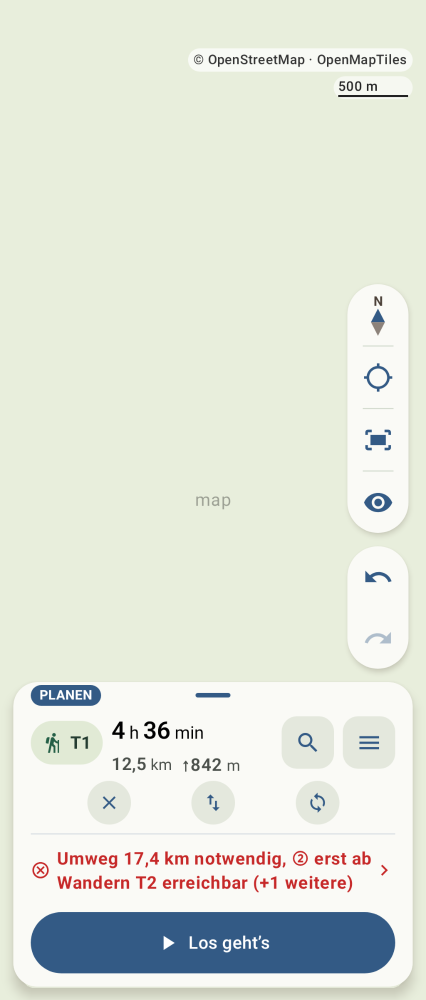 © OpenStreetMap · OpenMapTiles
500 m
N
map
PLANEN
T1
4 h 36 min
12,5 km ↑842 m
Umweg 17,4 km notwendig, ② erst ab
Wandern T2 erreichbar (+1 weitere)
Los geht's